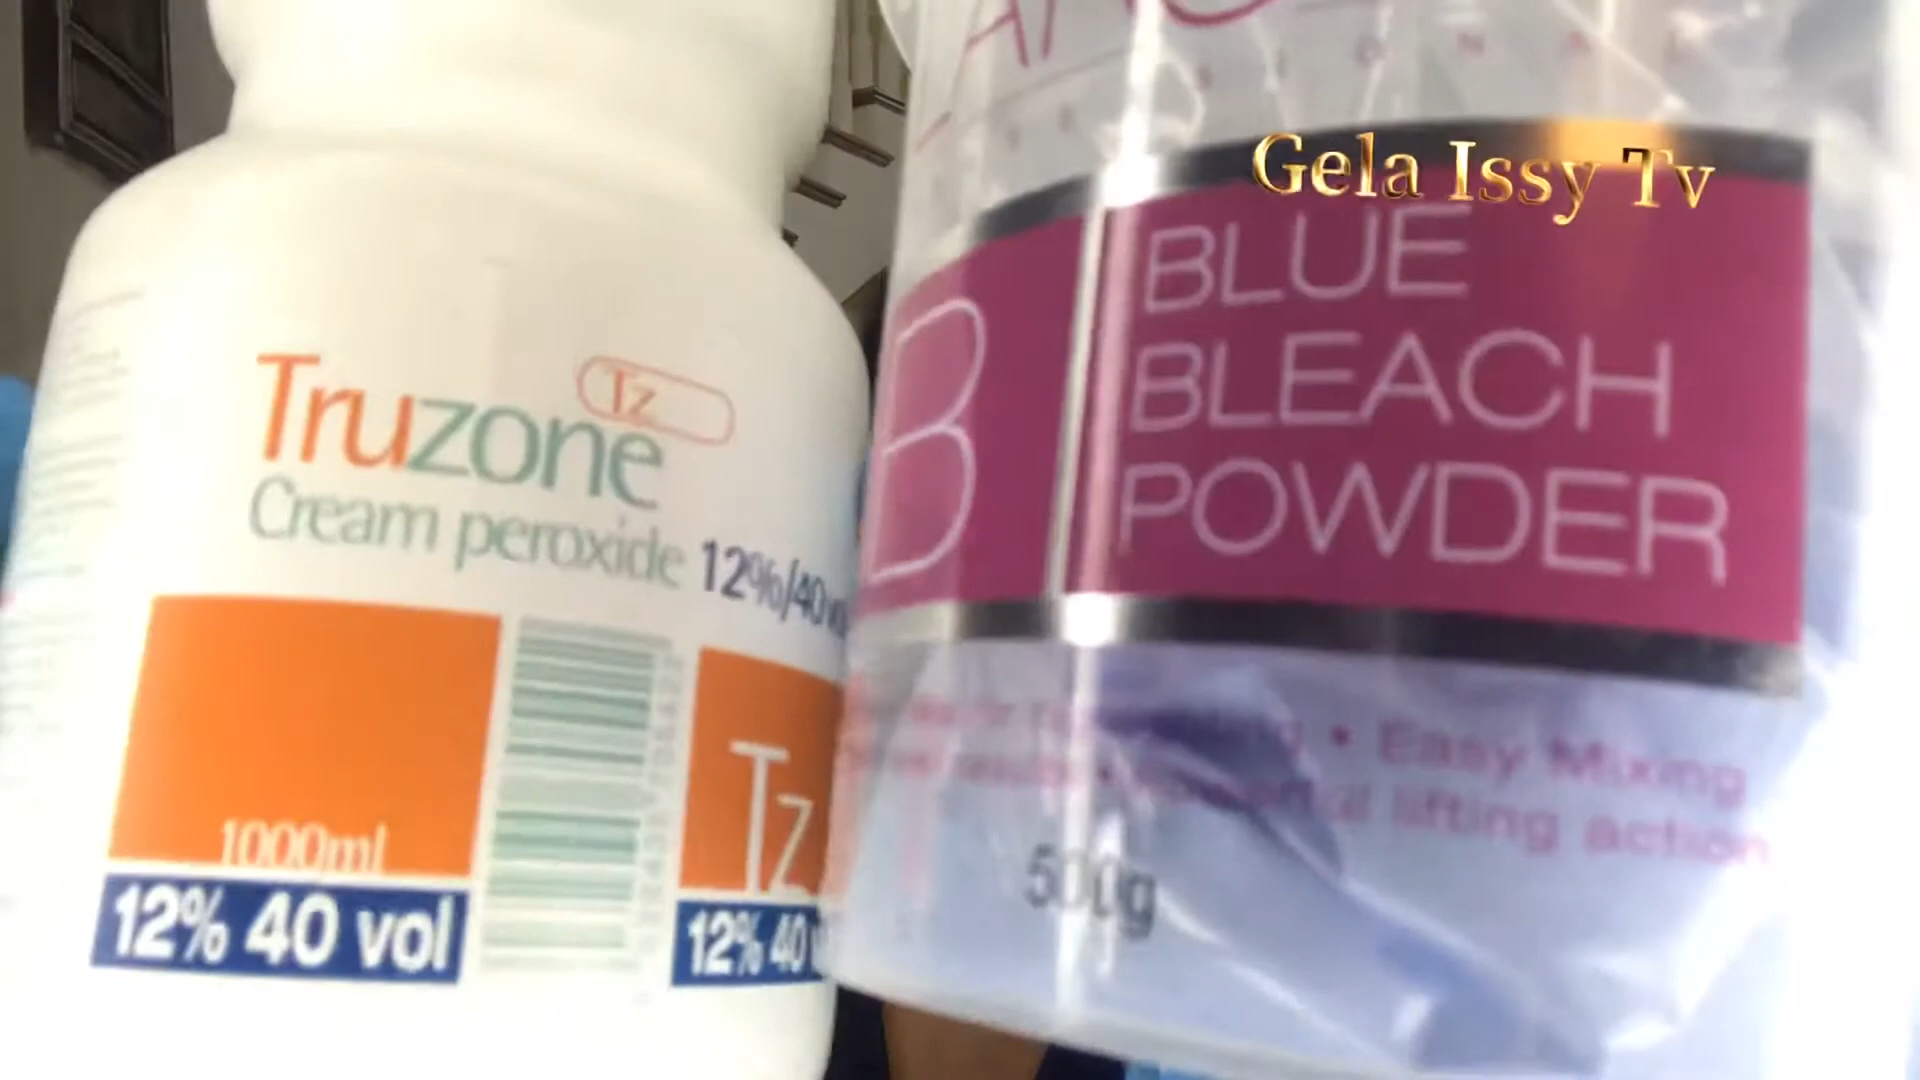 Gela Issy Tv
Truzone
Tz
Cream peroxide 12%/40
1000ml
12% 40 vol
Tz
12% 40
B
BLUE
BLEACH
POWDER
• Easy Mixing
lifting action
500g